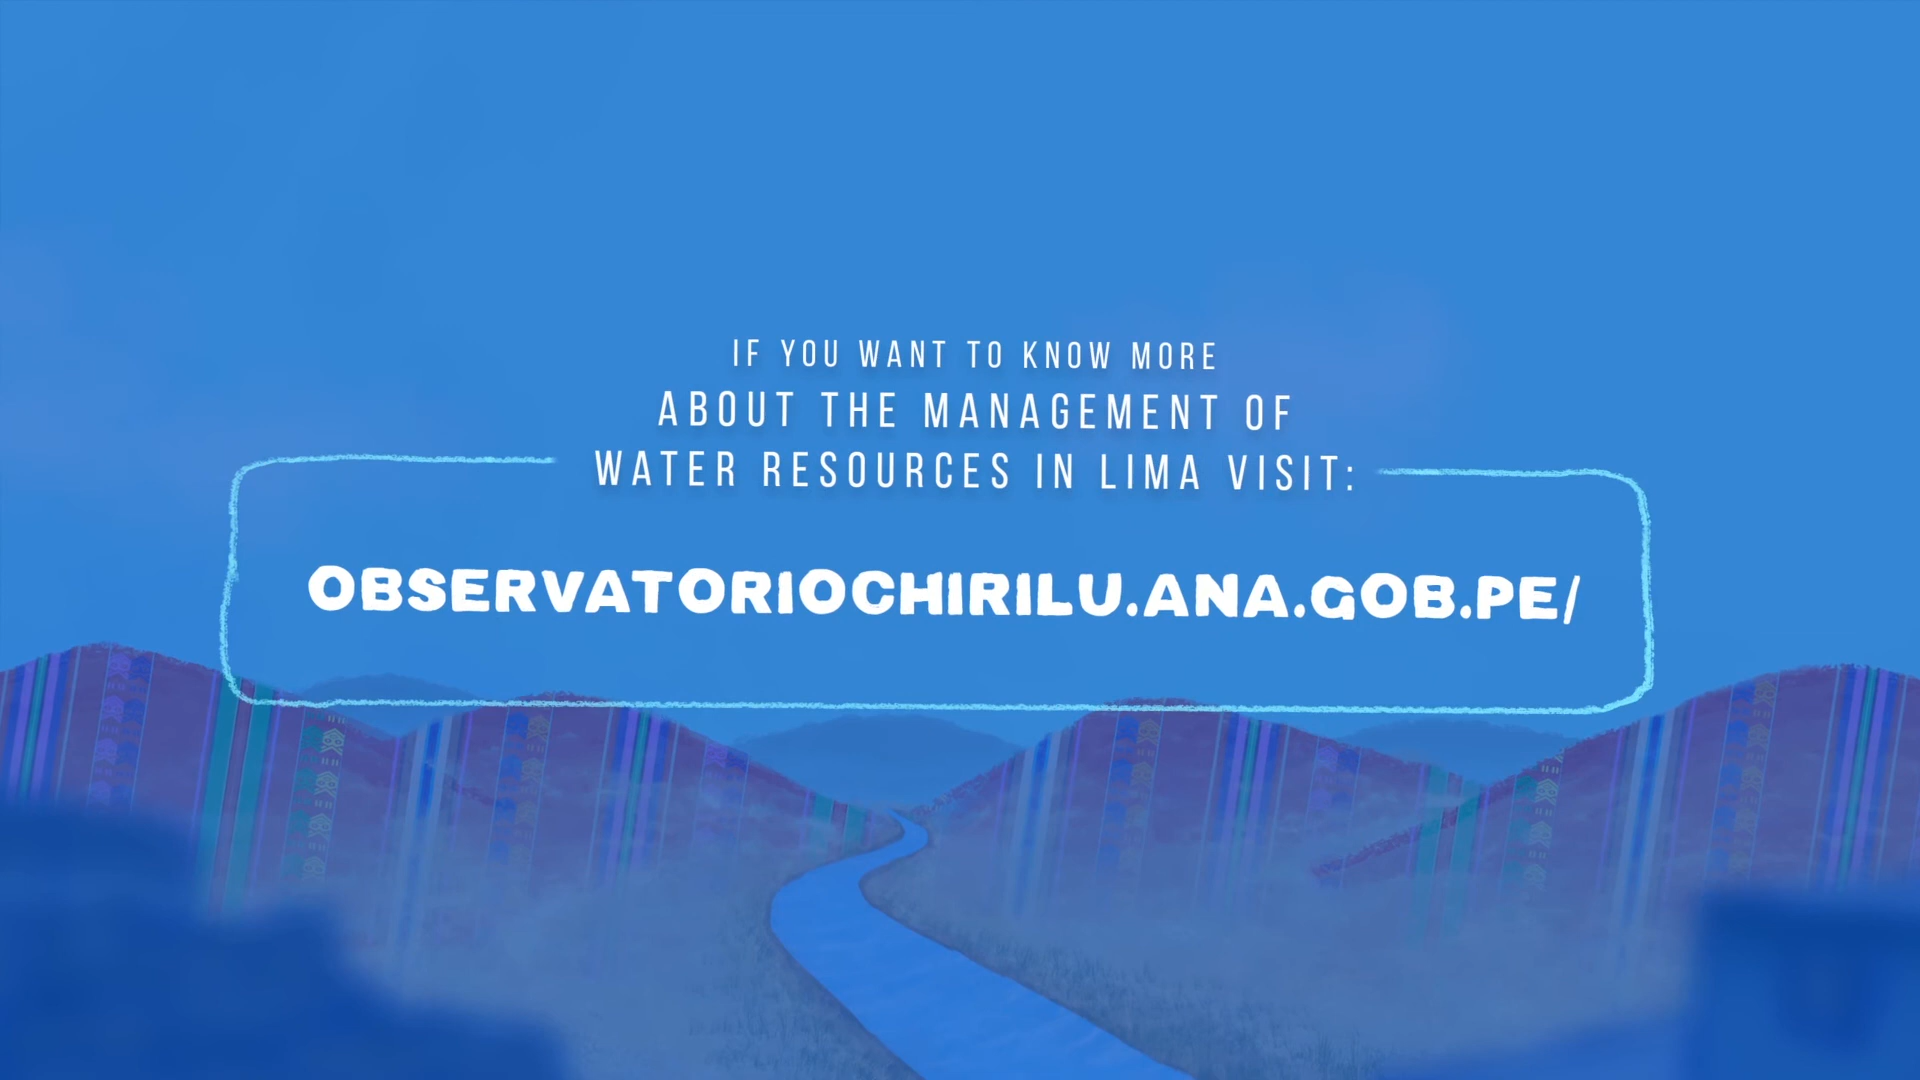 IF YOU WANT TO KNOW MORE
ABOUT THE MANAGEMENT OF
WATER RESOURCES IN LIMA VISIT:
OBSERVATORIOCHIRILU.ANA.GOB.PE/